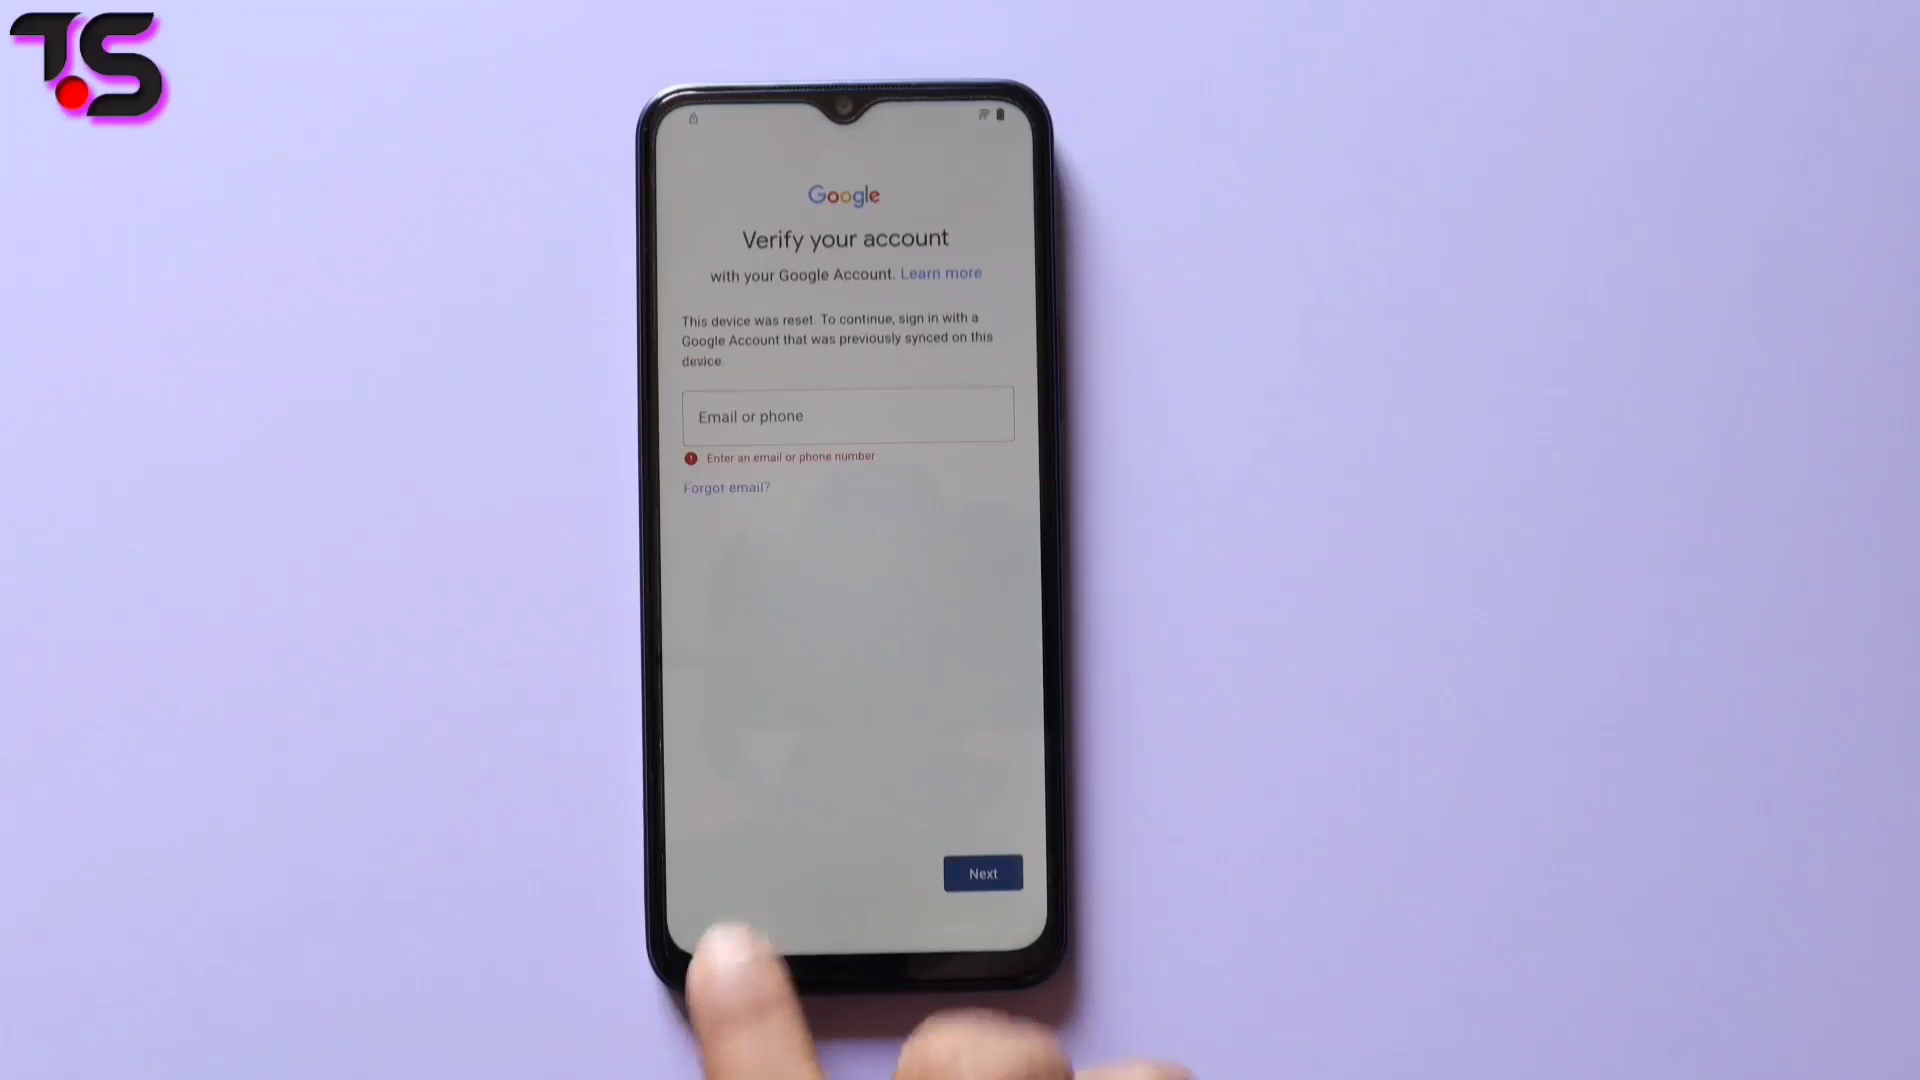 TS
Google
Verify your account
with your Google Account. Learn more
This device was reset. To continue, sign in with a
Google Account that was previously synced on this
device.
Email or phone
Enter an email or phone number
Forgot email?
Next